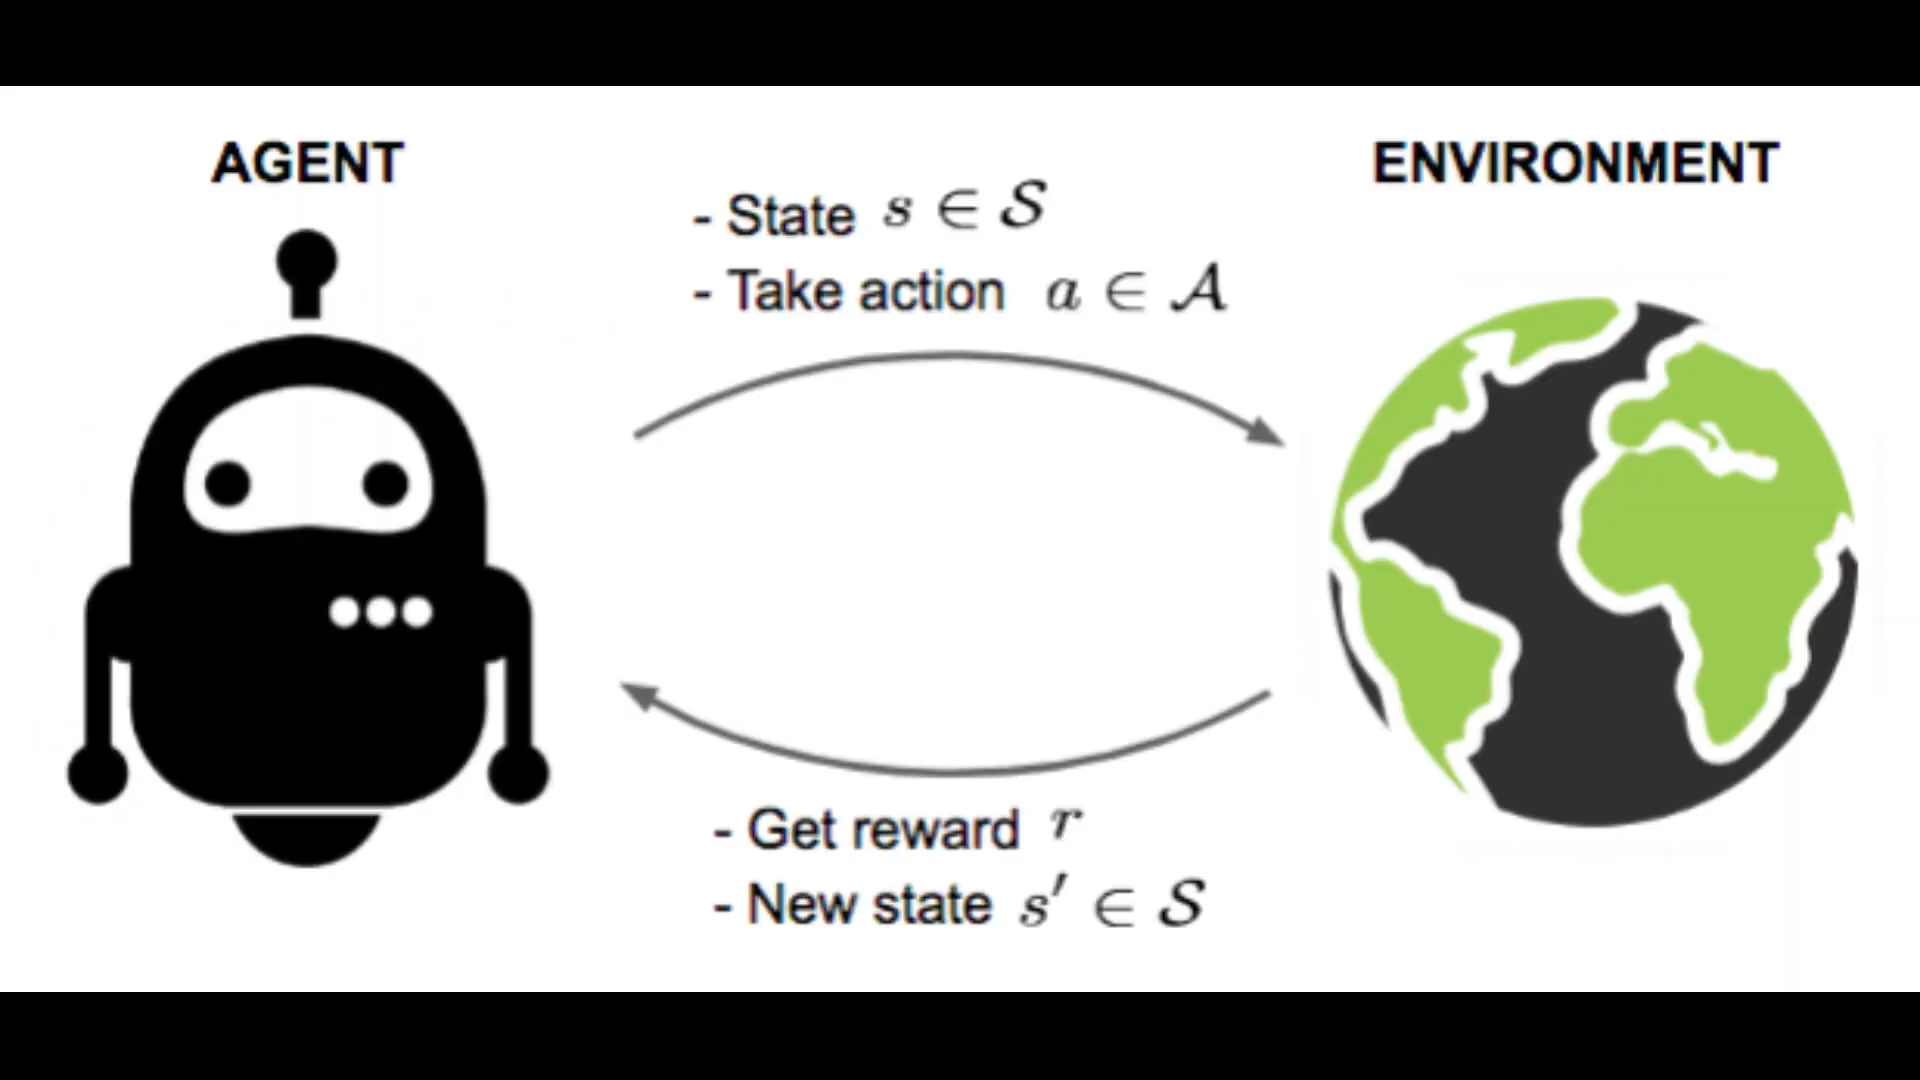 AGENT
ENVIRONMENT
- State s ∈ 𝒮
- Take action a ∈ 𝒜
- Get reward r
- New state s′ ∈ 𝒮